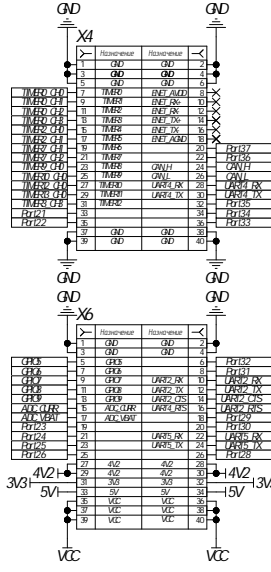 GND GND
X4
Назначение Назначение
1 GND GND 2
3 GND GND 4
5 GND GND 6
TIMER0_CH0 7 TIMER0 ENET_AVDD 8
TIMER0_CH1 9 TIMER1 ENET_RX- 10
TIMER0_CH2 11 TIMER2 ENET_RX+ 12
TIMER0_CH3 13 TIMER3 ENET_TX+ 14
TIMER2_CH0 15 TIMER4 ENET_TX- 16
TIMER2_CH1 17 TIMER5 ENET_AGND 18
TIMER7_CH1 19 TIMER6 20 Port37
TIMER7_CH2 21 TIMER7 22 Port36
23 TIMER8 CAN_H 24 CAN_H
TIMER10_CH0 25 TIMER9 CAN_L 26 CAN_L
TIMER12_CH0 27 TIMER10 UART4_RX 28 UART4_RX
TIMER13_CH0 29 TIMER11 UART4_TX 30 UART4_TX
TIMER3_CH3 31 TIMER12 32 Port35
Port21 33 34 Port34
Port22 35 36 Port33
37 GND GND 38
39 GND GND 40
GND GND
GND GND
X6
Назначение Назначение
1 GND GND 2
3 GND GND 4
GPIO5 5 GPIO5 6 Port32
GPIO6 7 GPIO6 8 Port31
GPIO7 9 GPIO7 UART2_RX 10 UART2_RX
GPIO8 11 GPIO8 UART2_TX 12 UART2_TX
GPIO9 13 GPIO9 UART2_CTS 14 UART2_CTS
ADC_CURR 15 ADC_CURR UART4_RTS 16 UART2_RTS
ADC_VBAT 17 ADC_VBAT 18 Port29
Port23 19 20 Port30
Port24 21 UART5_RX 22 UART5_RX
Port25 23 UART5_TX 24 UART5_TX
Port26 25 26 Port28
27 4V2 4V2 28
4V2 29 4V2 4V2 30 4V2
3V3 31 3V3 3V3 32 3V3
5V 33 5V 5V 34 5V
35 VCC VCC 36
37 VCC VCC 38
39 VCC VCC 40
VCC VCC